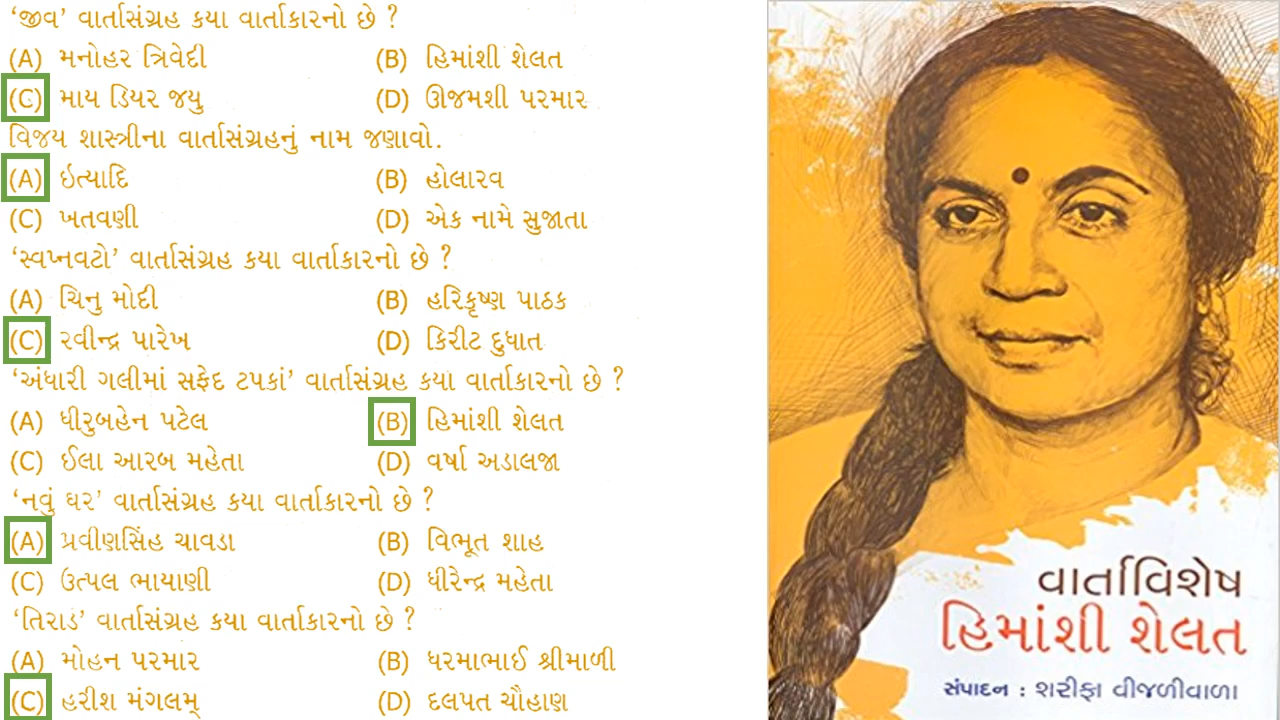 ‘જીવ’ વાર્તાસંગ્રહ કયા વાર્તાકારનો છે ?
(A) મનોહર ત્રિવેદી (B) હિમાંશી શેલત
(C) માય ડિયર જયુ (D) ઊજમશી પરમાર
વિજય શાસ્ત્રીના વાર્તાસંગ્રહનું નામ જણાવો.
(A) ઇત્યાદિ (B) હોલારવ
(C) ખતવણી (D) એક નામે સુજાતા
‘સ્વપ્નવટો’ વાર્તાસંગ્રહ કયા વાર્તાકારનો છે ?
(A) ચિનુ મોદી (B) હરિકૃષ્ણ પાઠક
(C) રવીન્દ્ર પારેખ (D) કિરીટ દુધાત
‘અંધારી ગલીમાં સફેદ ટપકાં’ વાર્તાસંગ્રહ કયા વાર્તાકારનો છે ?
(A) ધીરુબહેન પટેલ (B) હિમાંશી શેલત
(C) ઈલા આરબ મહેતા (D) વર્ષા અડાલજા
‘નવું ઘર’ વાર્તાસંગ્રહ કયા વાર્તાકારનો છે ?
(A) પ્રવીણસિંહ ચાવડા (B) વિભૂત શાહ
(C) ઉત્પલ ભાયાણી (D) ધીરેન્દ્ર મહેતા
‘તિરાડ’ વાર્તાસંગ્રહ કયા વાર્તાકારનો છે ?
(A) મોહન પરમાર (B) ધરમાભાઈ શ્રીમાળી
(C) હરીશ મંગલમ્ (D) દલપત ચૌહાણ
વાર્તાવિશેષ
હિમાંશી શેલત
સંપાદન : શરીફા વીજળીવાળા